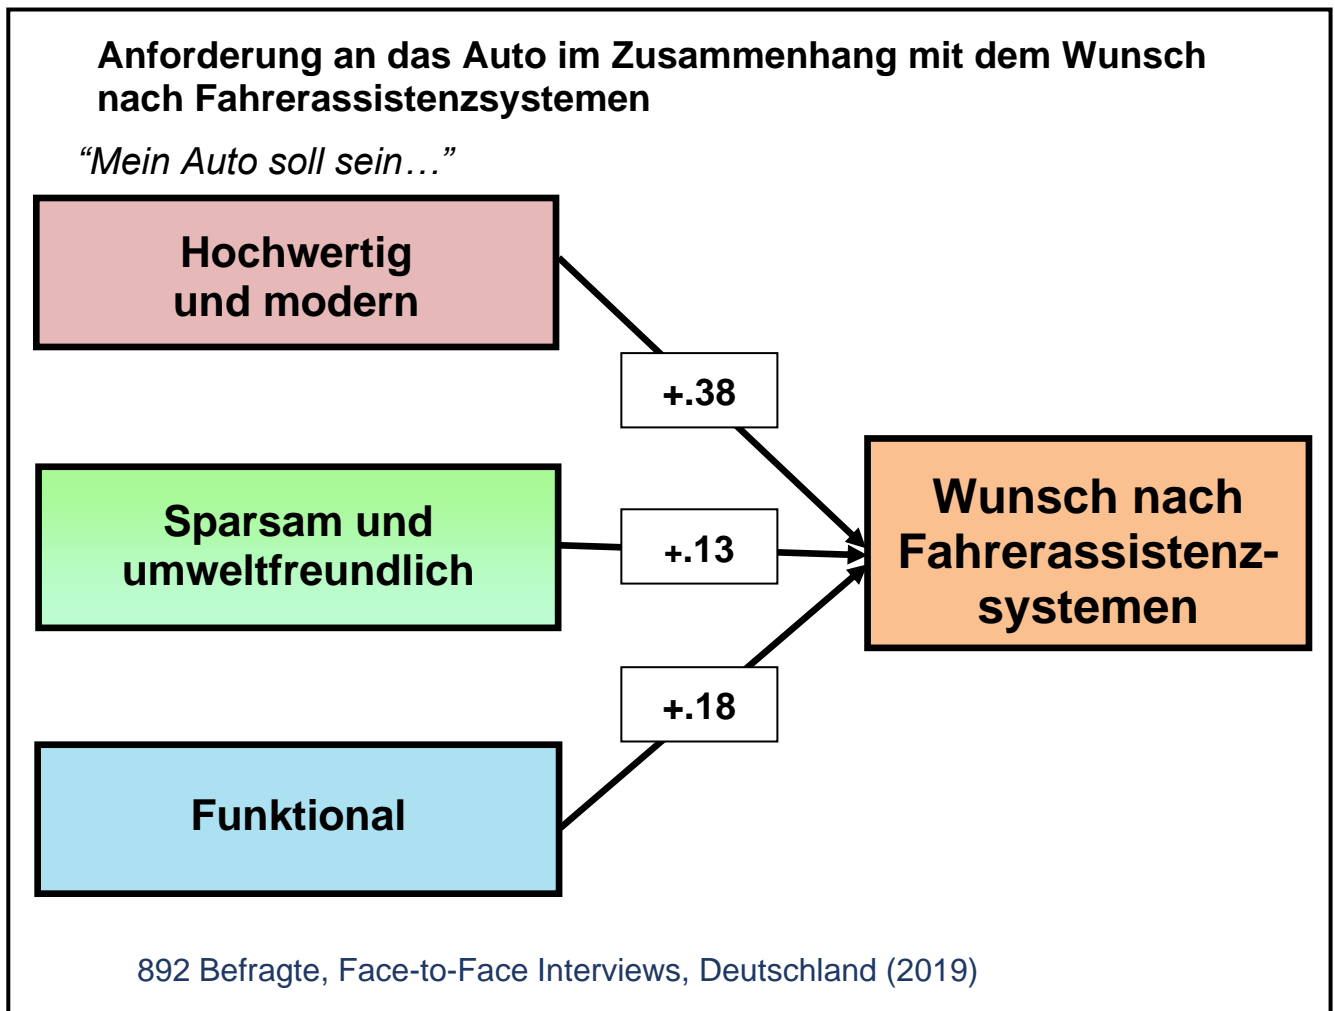 Anforderung an das Auto im Zusammenhang mit dem Wunsch
nach Fahrerassistenzsystemen
“Mein Auto soll sein…”
Hochwertig
und modern
+.38
Sparsam und
umweltfreundlich
+.13
Wunsch nach
Fahrerassistenz-
systemen
+.18
Funktional
892 Befragte, Face-to-Face Interviews, Deutschland (2019)